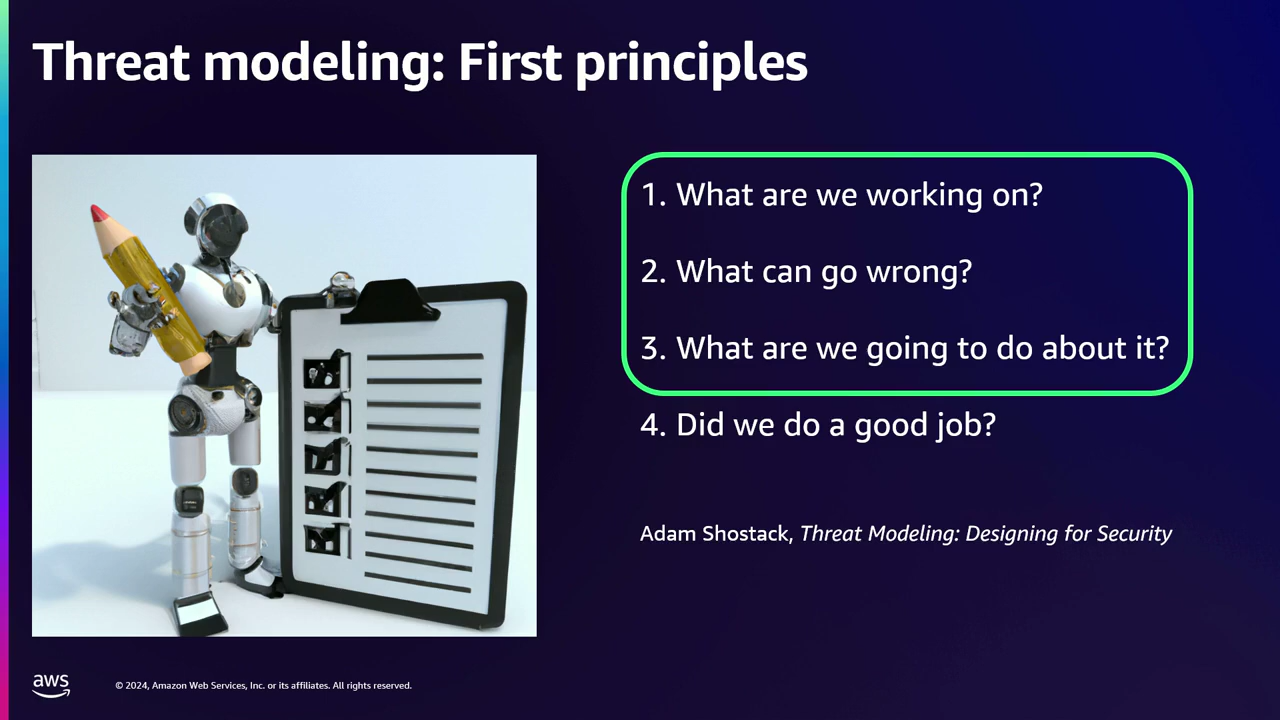 Threat modeling: First principles
1. What are we working on?
2. What can go wrong?
3. What are we going to do about it?
4. Did we do a good job?
Adam Shostack, Threat Modeling: Designing for Security
aws
© 2024, Amazon Web Services, Inc. or its affiliates. All rights reserved.